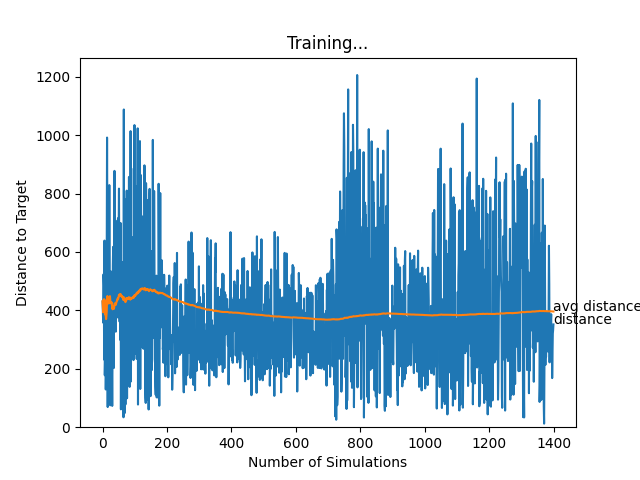 Training...
Distance to Target
1200
1000
800
600
400
200
0
avg distance
distance
0 200 400 600 800 1000 1200 1400
Number of Simulations